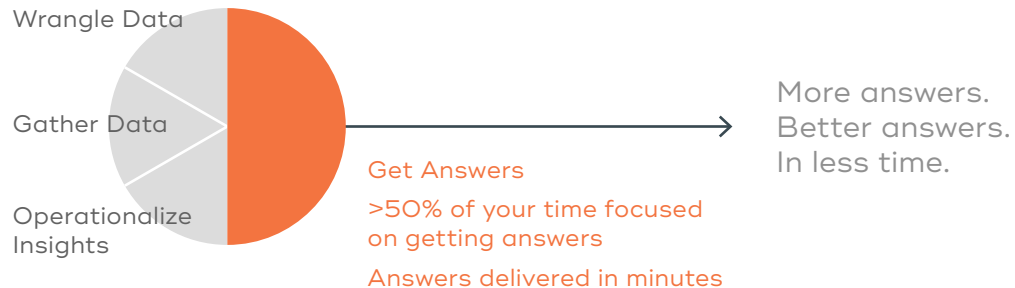 Wrangle Data
Gather Data
Operationalize
Insights
Get Answers
>50% of your time focused
on getting answers
Answers delivered in minutes
More answers.
Better answers.
In less time.